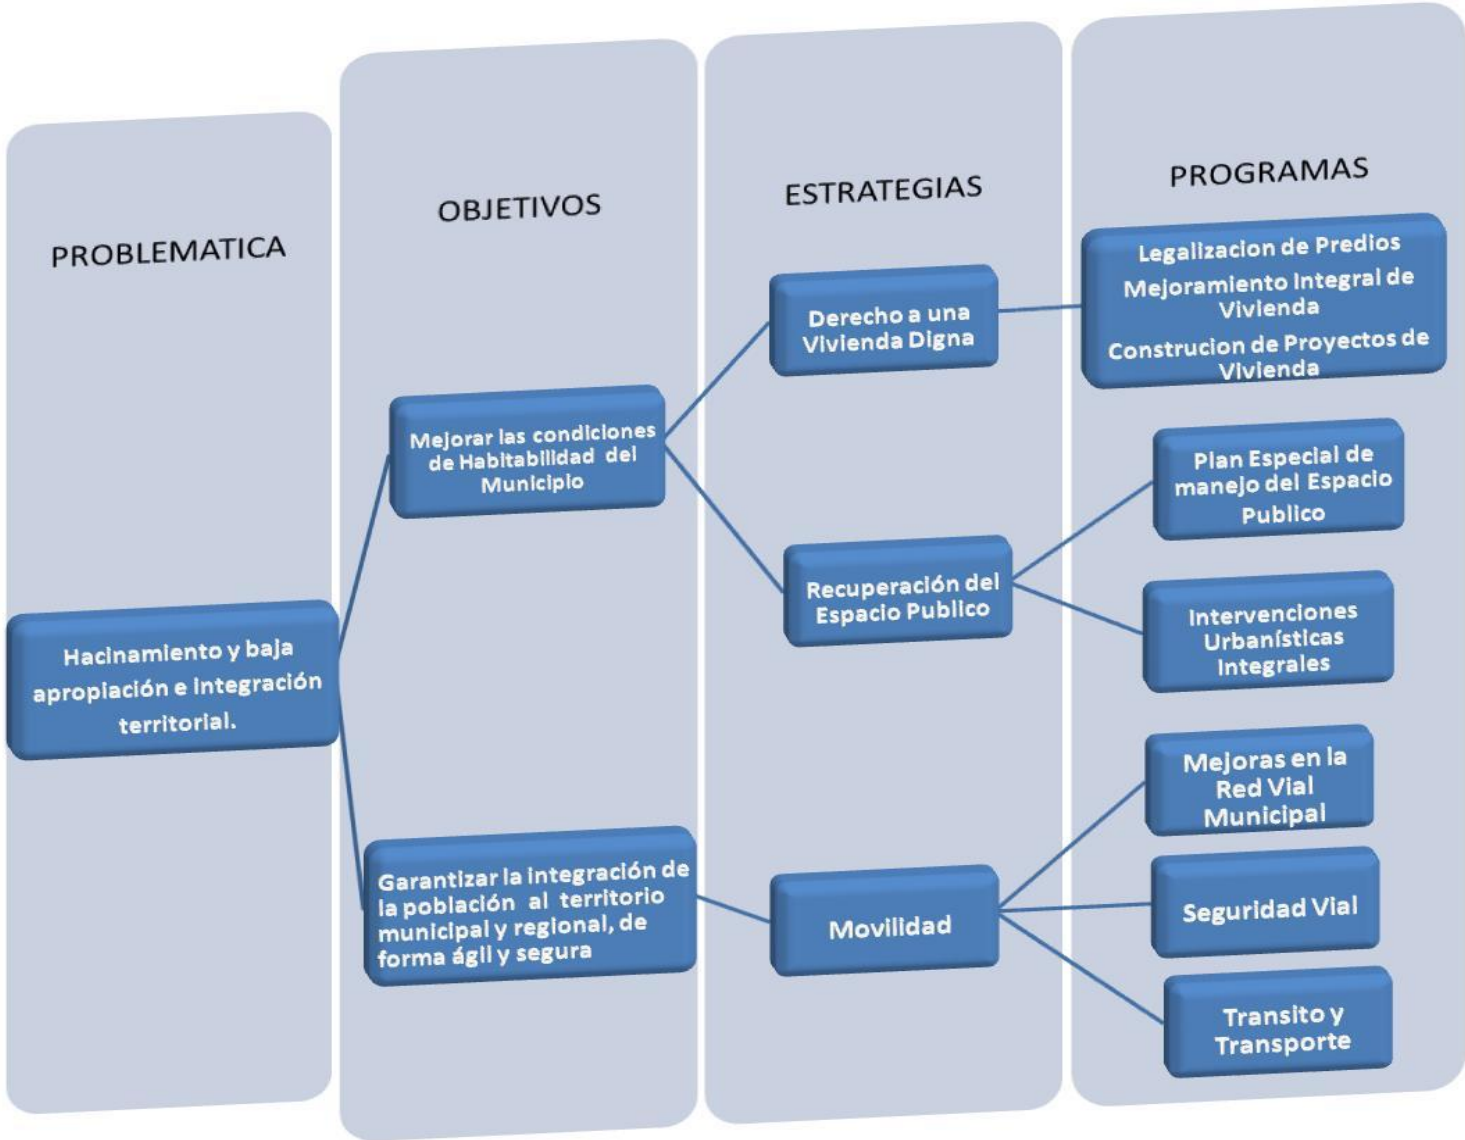 PROBLEMATICA
Hacinamiento y baja
apropiación e integración
territorial.
OBJETIVOS
Mejorar las condiciones
de Habitabilidad del
Municipio
Garantizar la integración de
la población al territorio
municipal y regional, de
forma ágil y segura
ESTRATEGIAS
Derecho a una
Vivienda Digna
Recuperación del
Espacio Publico
Movilidad
PROGRAMAS
Legalizacion de Predios
Mejoramiento Integral de
Vivienda
Construcion de Proyectos de
Vivienda
Plan Especial de
manejo del Espacio
Publico
Intervenciones
Urbanísticas
Integrales
Mejoras en la
Red Vial
Municipal
Seguridad Vial
Transito y
Transporte